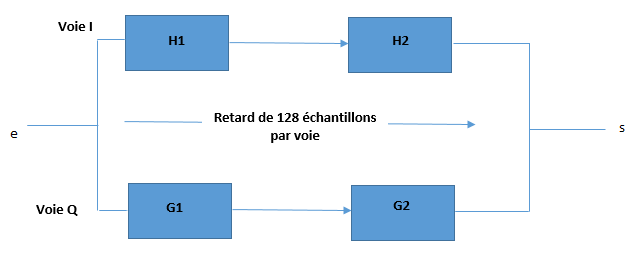 Voie I
H1
H2
Retard de 128 échantillons
par voie
e
s
Voie Q
G1
G2